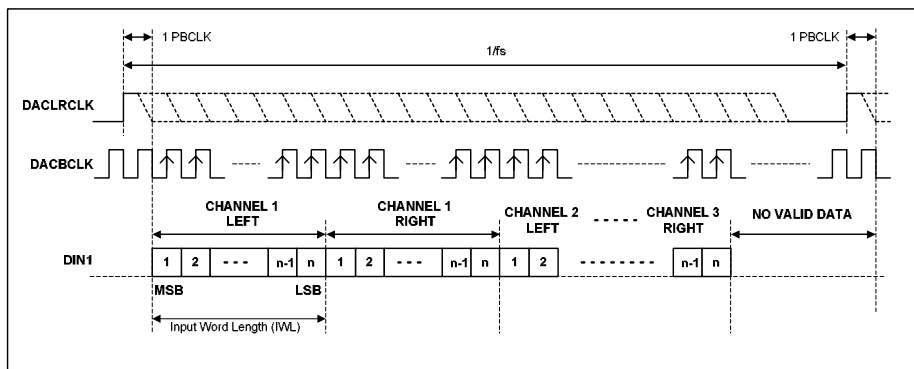 1 PBCLK 1/fs 1 PBCLK
DACLRCLK
DACBCLK
CHANNEL 1 LEFT
CHANNEL 1 RIGHT
CHANNEL 2 LEFT
CHANNEL 3 RIGHT
NO VALID DATA
DIN1 1 2 n-1 n 1 2 n-1 n 1 2 n-1 n
MSB LSB
Input Word Length (IWL)